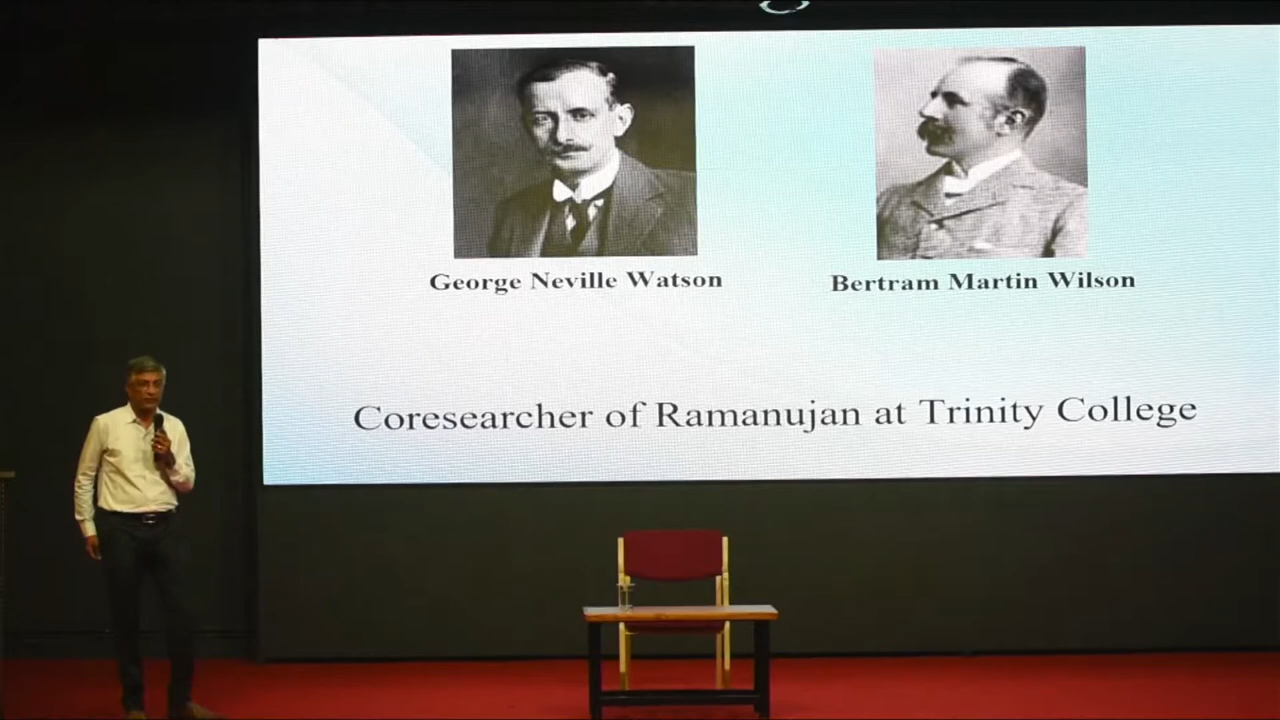 George Neville Watson
Bertram Martin Wilson
Coresearcher of Ramanujan at Trinity College